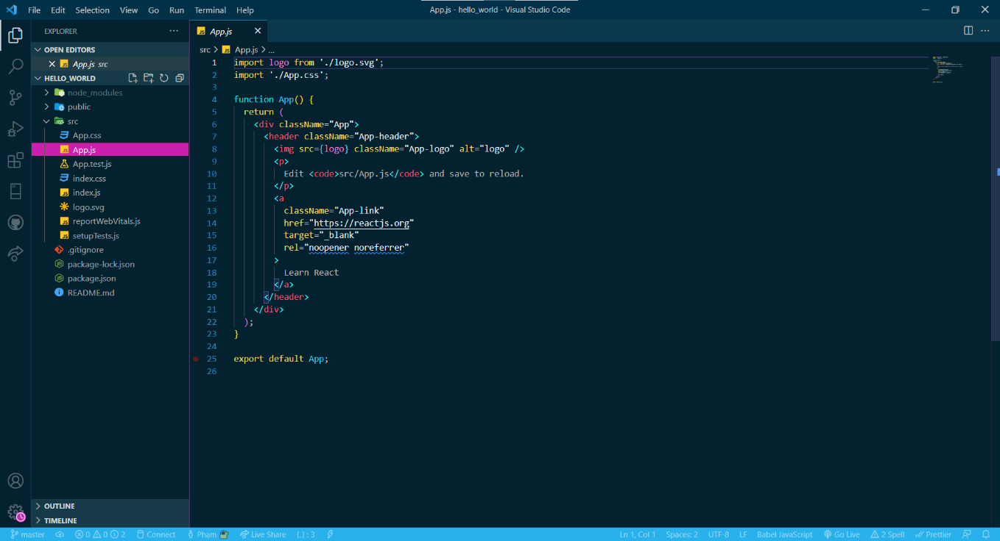 File Edit Selection View Go Run Terminal Help
App.js - hello_world - Visual Studio Code
EXPLORER
OPEN EDITORS
App.js src
HELLO_WORLD
node_modules
public
src
App.css
App.js
App.test.js
index.css
index.js
logo.svg
reportWebVitals.js
setupTests.js
.gitignore
package-lock.json
package.json
README.md
OUTLINE
TIMELINE
App.js
src > App.js > ...
1 import logo from './logo.svg';
2 import './App.css';
3
4 function App() {
5 return (
6 <div className="App">
7 <header className="App-header">
8 <img src={logo} className="App-logo" alt="logo" />
9 <p>
10 Edit <code>src/App.js</code> and save to reload.
11 </p>
12 <a
13 className="App-link"
14 href="https://reactjs.org"
15 target="_blank"
16 rel="noopener noreferrer"
17 >
18 Learn React
19 </a>
20 </header>
21 </div>
22 );
23 }
24
25 export default App;
26
master 0 0 2 Connect Pham Live Share {..} : 3 Ln 1, Col 1 Spaces: 2 UTF-8 LF Babel JavaScript Go Live 2 Spell Prettier